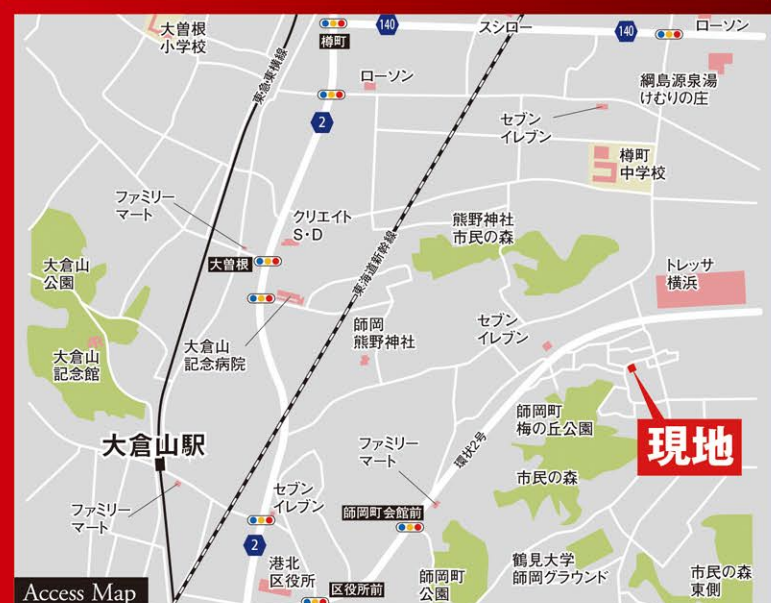 大曽根
小学校
東急東横線
樽町
140
スシロー
140
ローソン
ローソン
2
綱島源泉湯
けむりの庄
セブン
イレブン
樽町
中学校
ファミリー
マート
クリエイト
S・D
大曽根
東海道新幹線
熊野神社
市民の森
大倉山
公園
トレッサ
横浜
大倉山
記念病院
師岡
熊野神社
セブン
イレブン
大倉山
記念館
師岡町
梅の丘公園
現地
大倉山駅
ファミリー
マート
環状2号
市民の森
ファミリー
マート
セブン
イレブン
師岡町会館前
2
港北
区役所
区役所前
師岡町
公園
鶴見大学
師岡グラウンド
市民の森
東側
Access Map